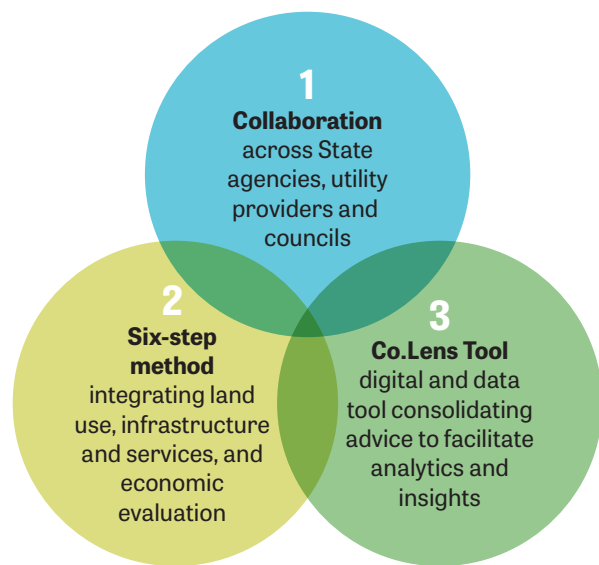 1
Collaboration
across State
agencies, utility
providers and
councils
2
Six-step
method
integrating land
use, infrastructure
and services, and
economic
evaluation
3
Co.Lens Tool
digital and data
tool consolidating
advice to facilitate
analytics and
insights